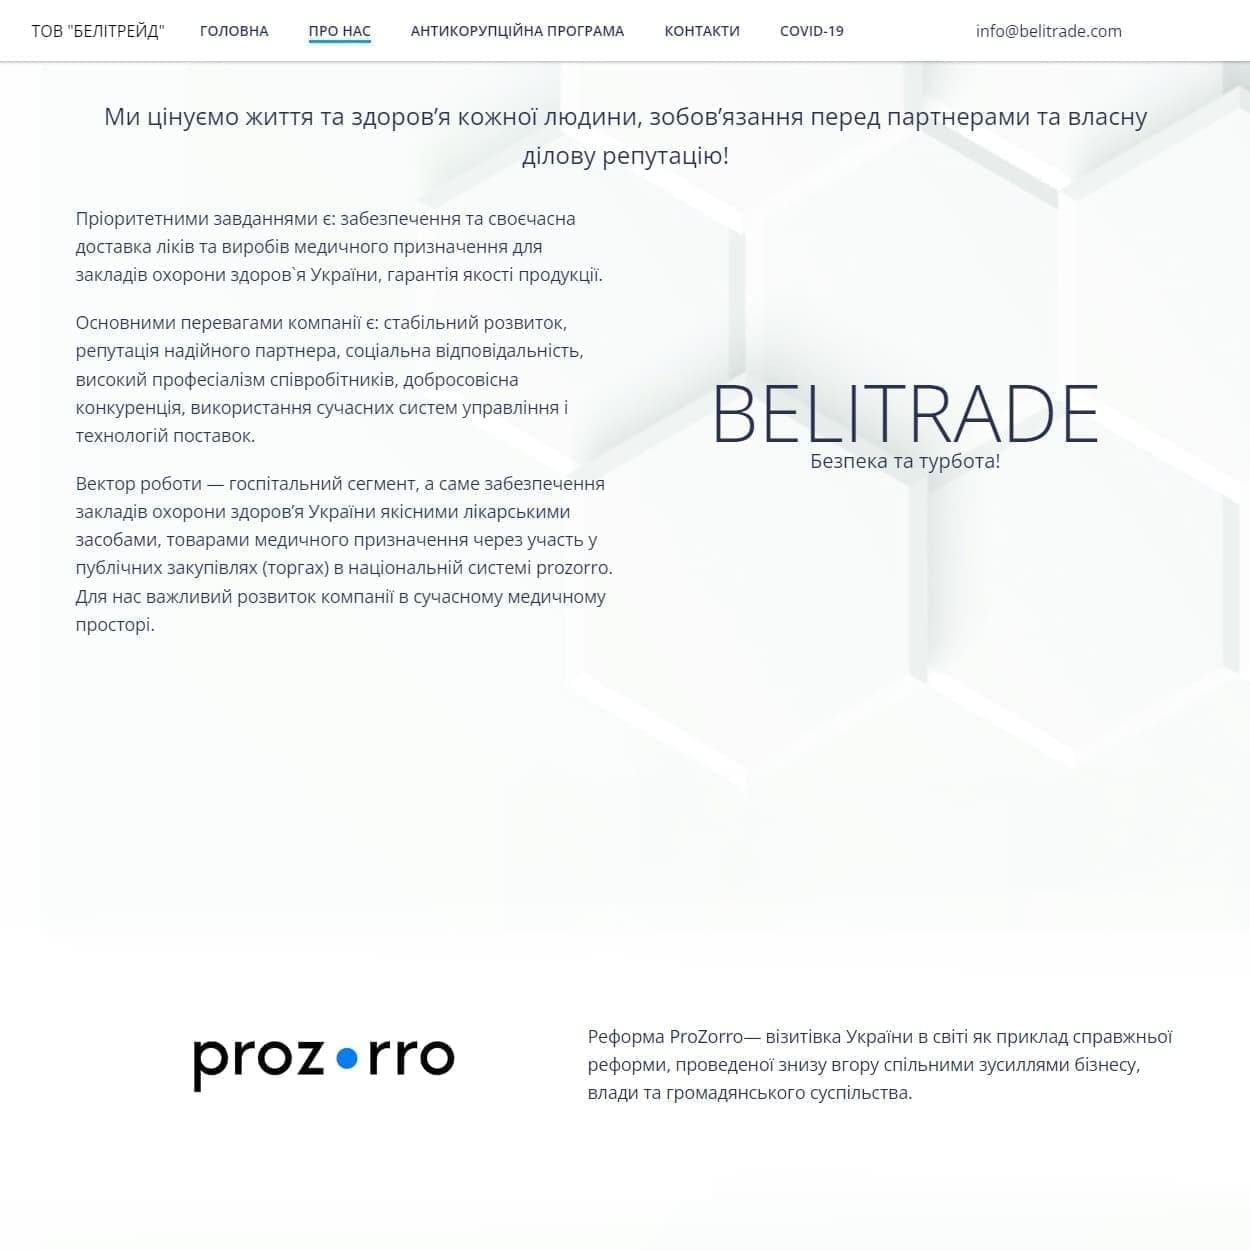 ТОВ "БЕЛІТРЕЙД" ГОЛОВНА ПРО НАС АНТИКОРУПЦІЙНА ПРОГРАМА КОНТАКТИ COVID-19 info@belitrade.com
Ми цінуємо життя та здоров’я кожної людини, зобов’язання перед партнерами та власну
ділову репутацію!
Пріоритетними завданнями є: забезпечення та своєчасна
доставка ліків та виробів медичного призначення для
закладів охорони здоров`я України, гарантія якості продукції.
Основними перевагами компанії є: стабільний розвиток,
репутація надійного партнера, соціальна відповідальність,
високий професіалізм співробітників, добросовісна
конкуренція, використання сучасних систем управління і
технологій поставок.
Вектор роботи — госпітальний сегмент, а саме забезпечення
закладів охорони здоров’я України якісними лікарськими
засобами, товарами медичного призначення через участь у
публічних закупівлях (торгах) в національній системі prozorro.
Для нас важливий розвиток компанії в сучасному медичному
просторі.
BELITRADE
Безпека та турбота!
prozorro
Реформа ProZorro— візитівка України в світі як приклад справжньої
реформи, проведеної знизу вгору спільними зусиллями бізнесу,
влади та громадянського суспільства.